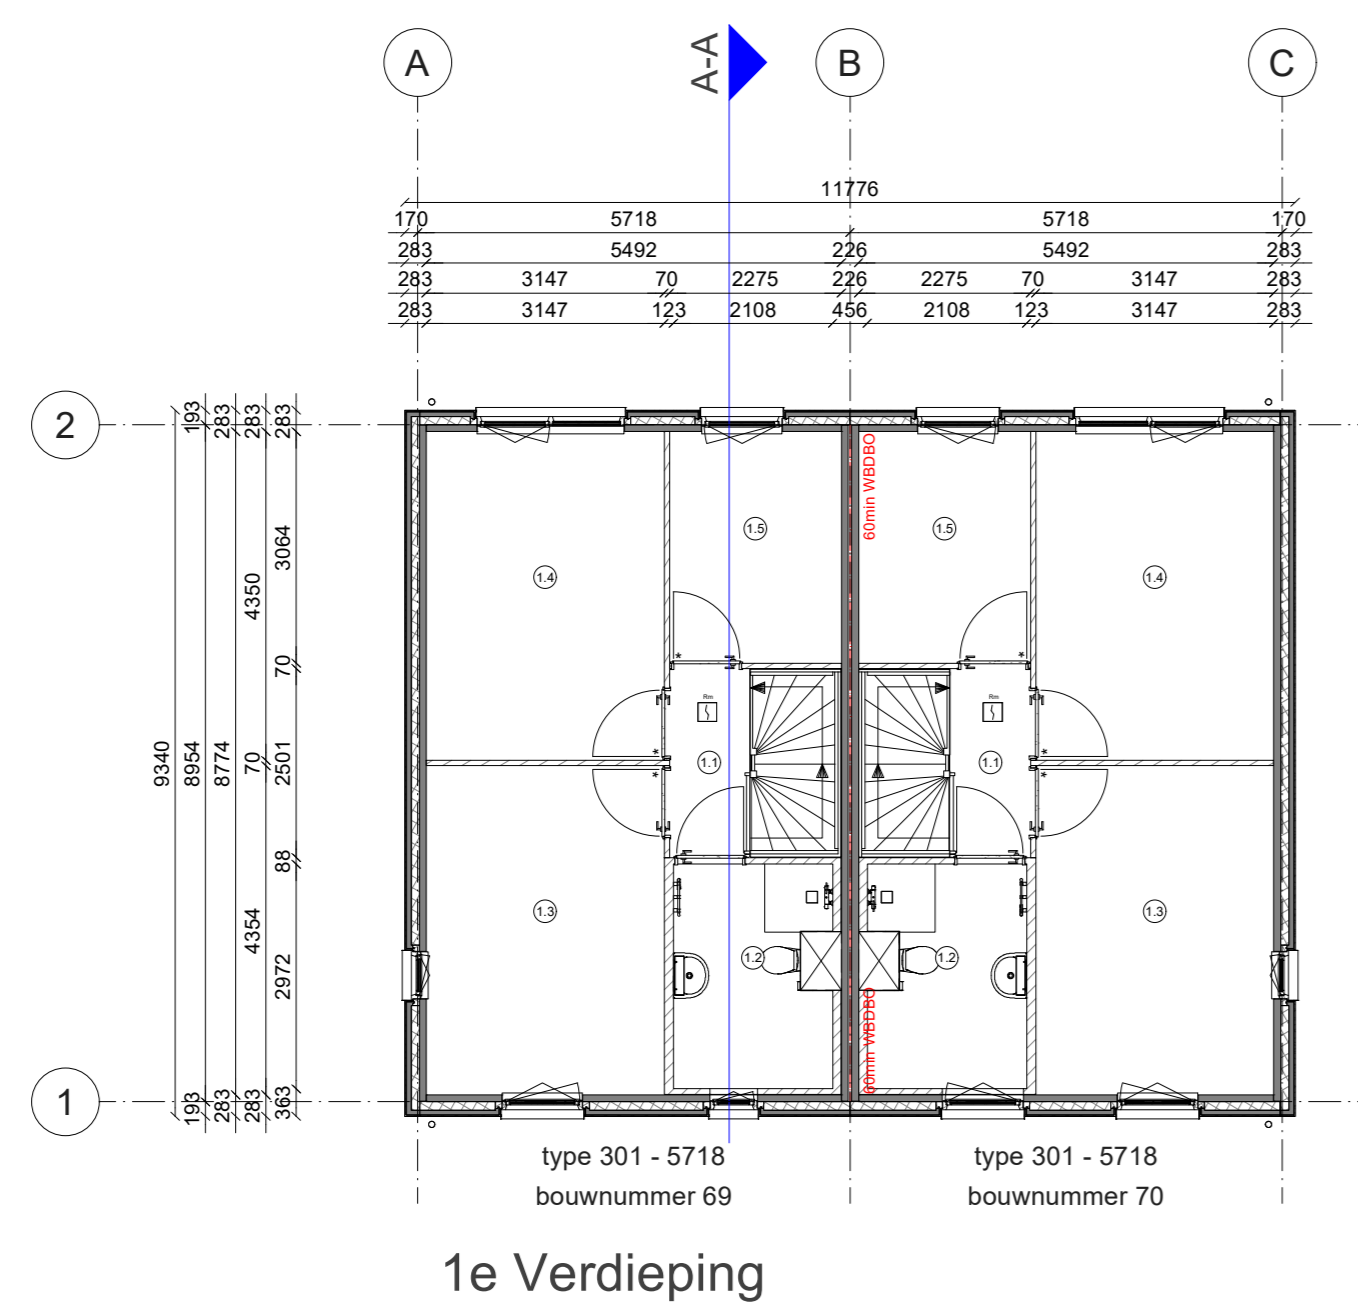 A
A-A
B
C
11776
170 5718 5718 170
283 5492 226 5492 283
283 3147 70 2275 226 2275 70 3147 283
283 3147 123 2108 456 2108 123 3147 283
2
1
9340
193 8954 193
283 8774 283
283 4350 70 4354 283
283 3064 70 2501 88 2972 363
60min WBDBO
1.5
1.5
1.4
1.4
*
*
Rm
Rm
1.1
1.1
*
*
*
*
1.3
1.3
1.2
1.2
60min WBDBO
type 301 - 5718
bouwnummer 69
type 301 - 5718
bouwnummer 70
1e Verdieping